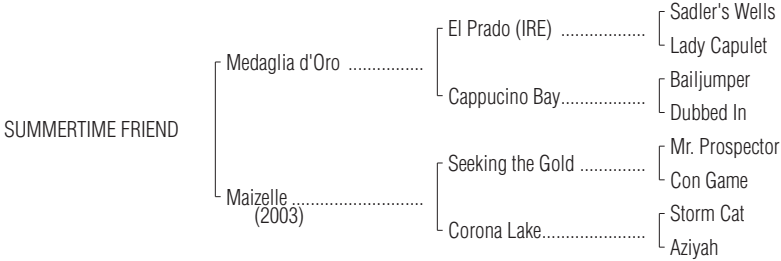 Sadler's Wells
El Prado (IRE) ..................
Lady Capulet
Medaglia d'Oro ................
Bailjumper
Cappucino Bay..................
Dubbed In
SUMMERTIME FRIEND
Mr. Prospector
Seeking the Gold ..............
Con Game
Maizelle ............................
(2003)
Storm Cat
Corona Lake......................
Aziyah